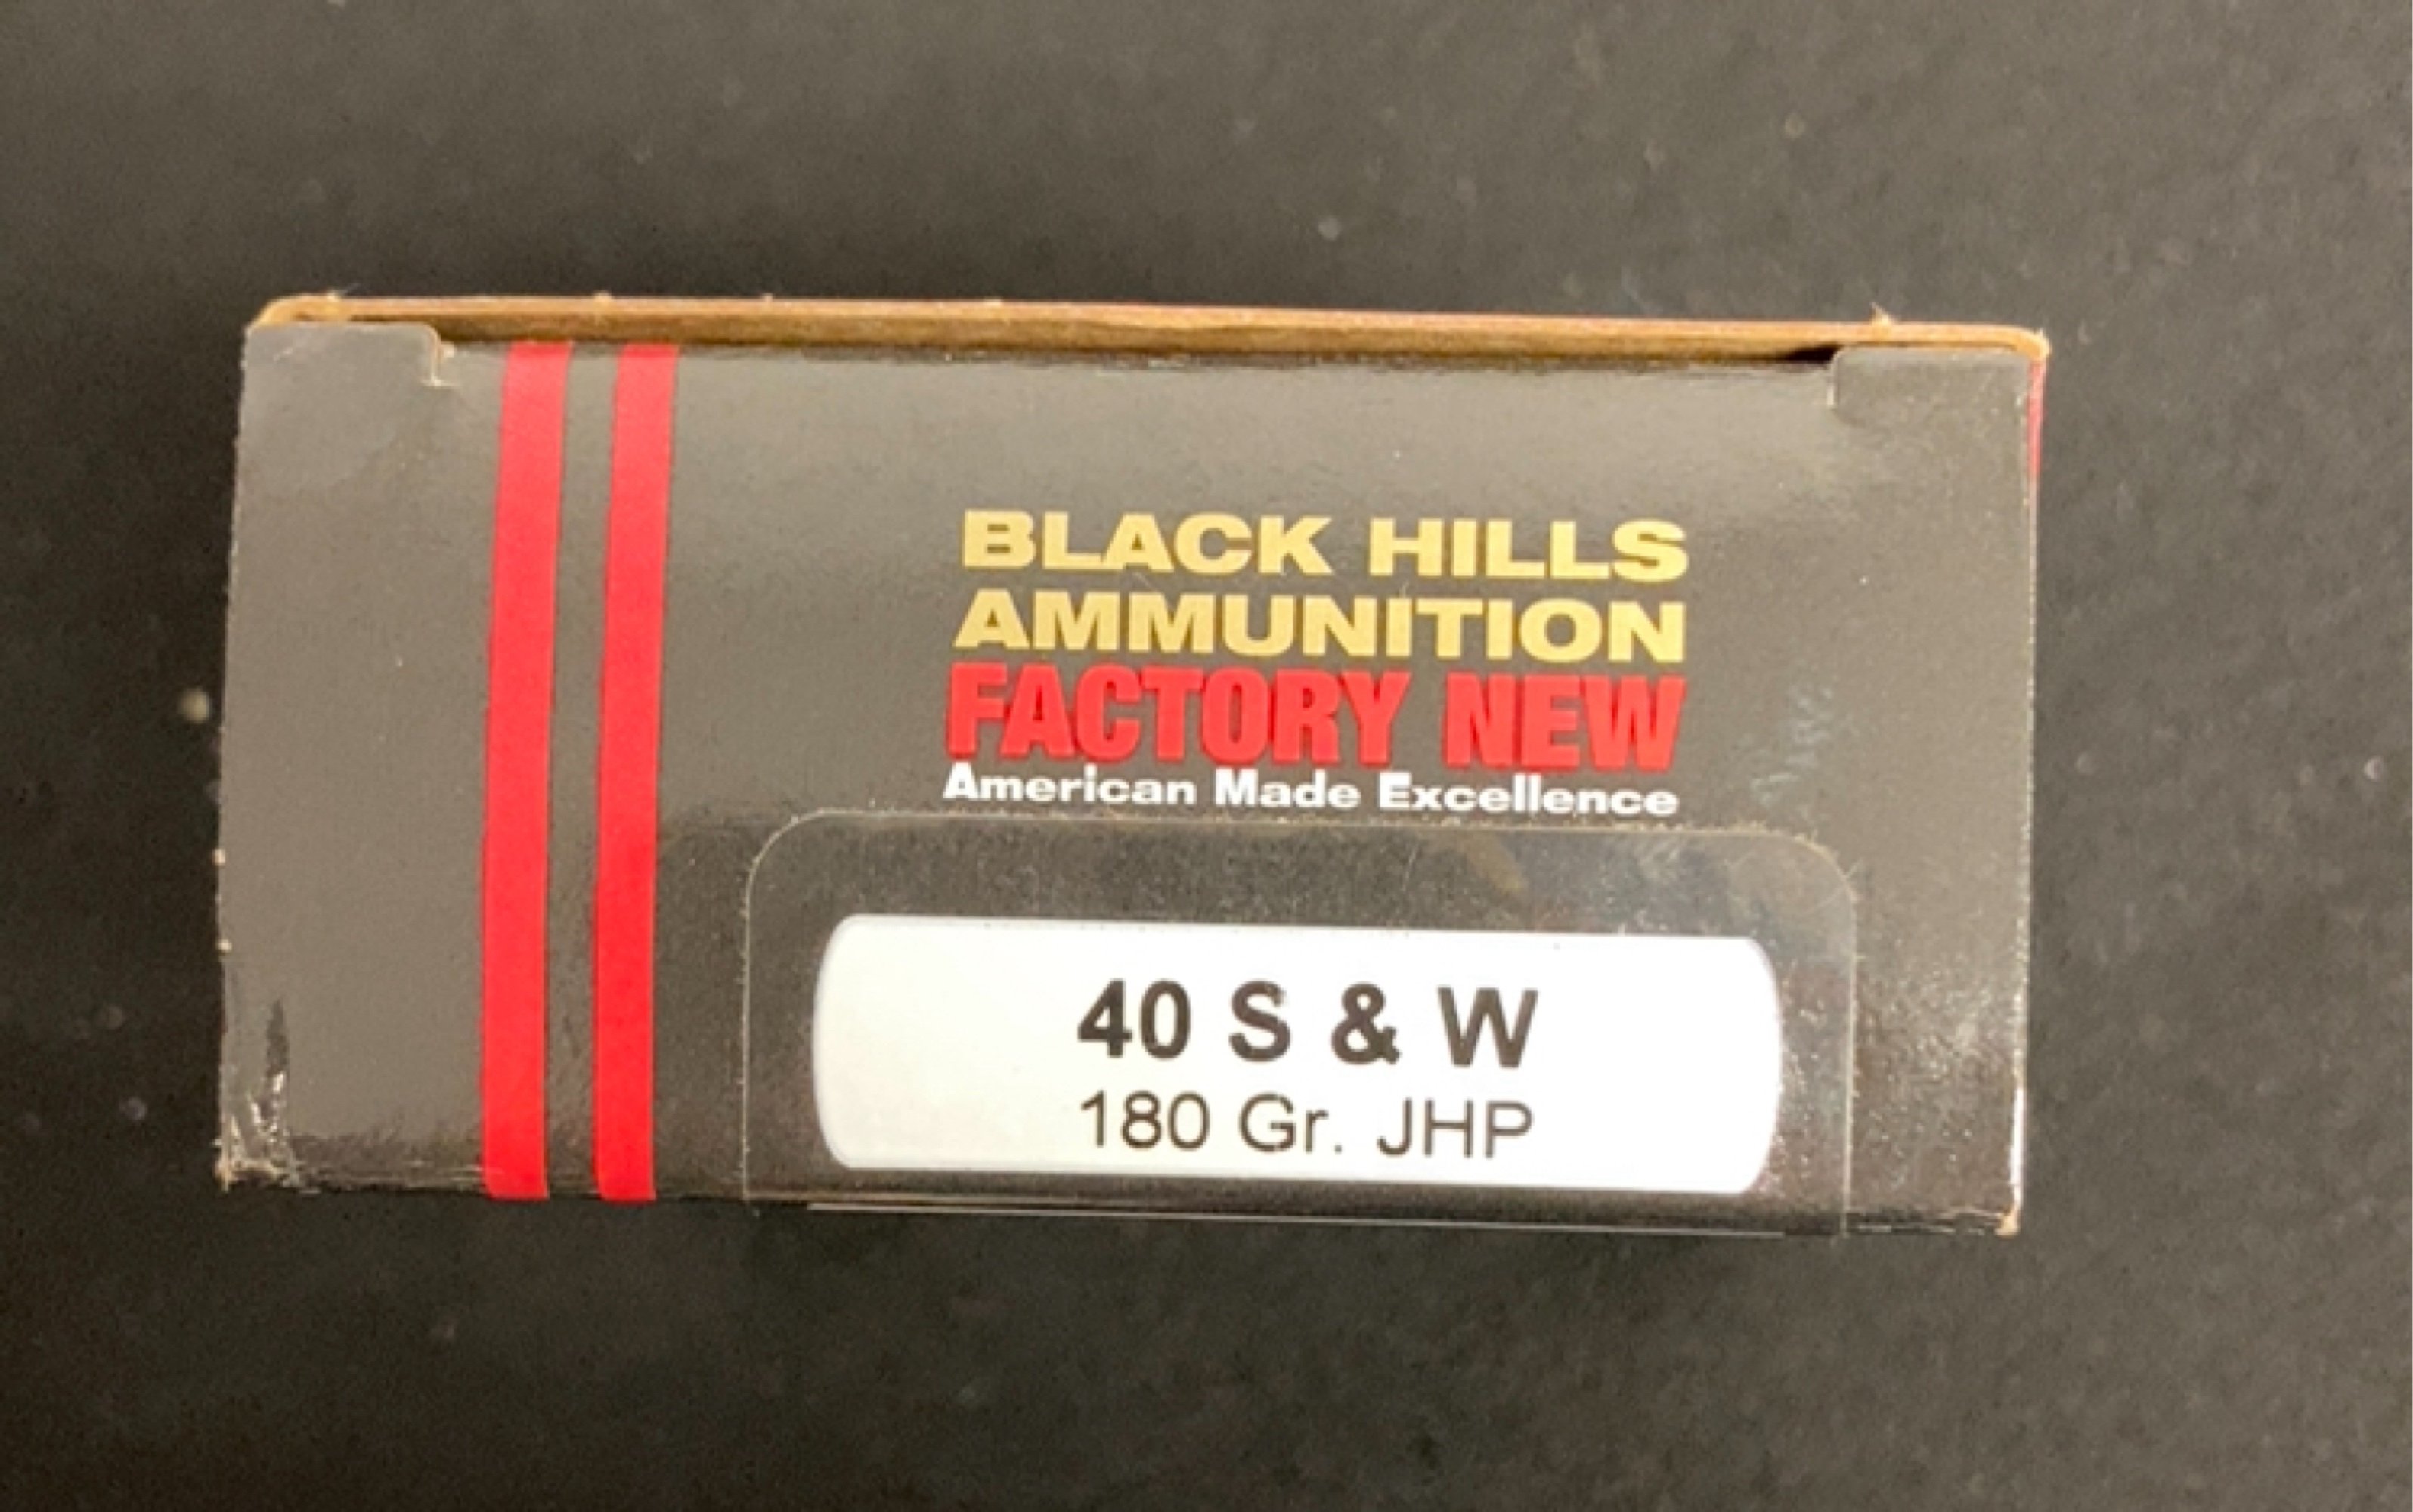 BLACK HILLS
AMMUNITION
FACTORY NEW
American Made Excellence
40 S & W
180 Gr. JHP